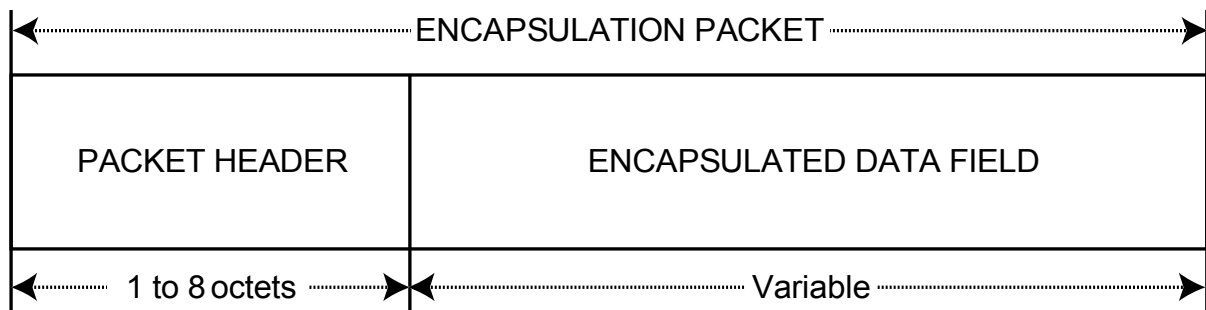 ENCAPSULATION PACKET
PACKET HEADER
ENCAPSULATED DATA FIELD
1 to 8 octets
Variable